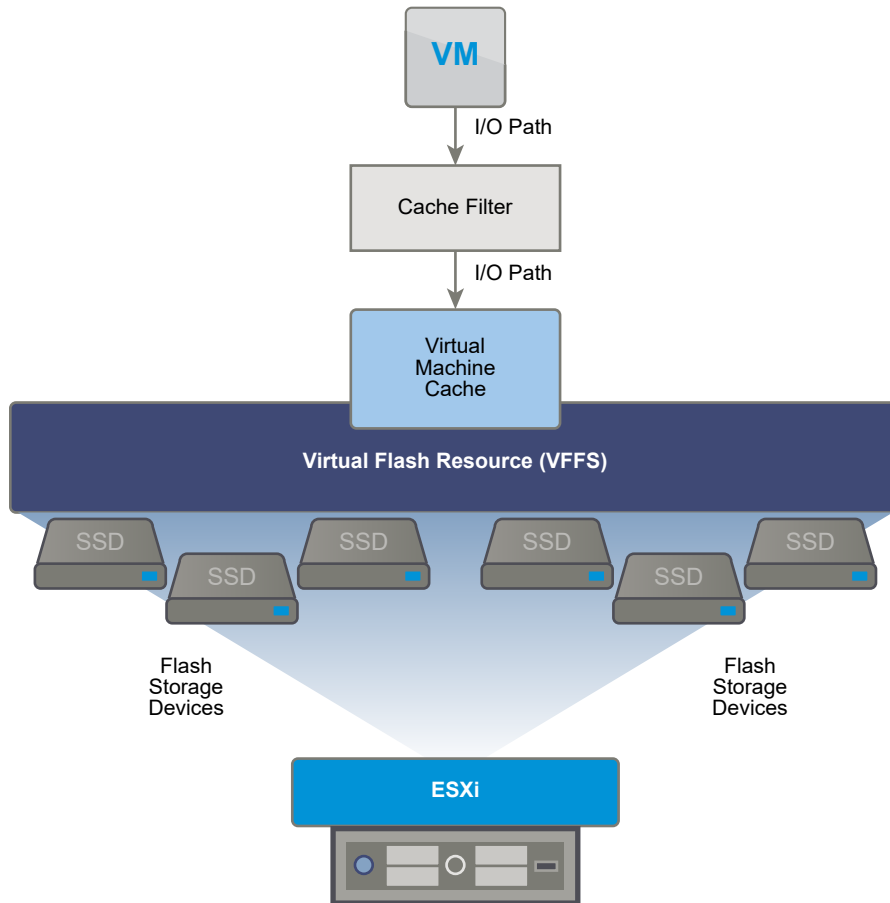 VM
I/O Path
Cache Filter
I/O Path
Virtual
Machine
Cache
Virtual Flash Resource (VFFS)
SSD
SSD
SSD
SSD
SSD
SSD
Flash
Storage
Devices
Flash
Storage
Devices
ESXi